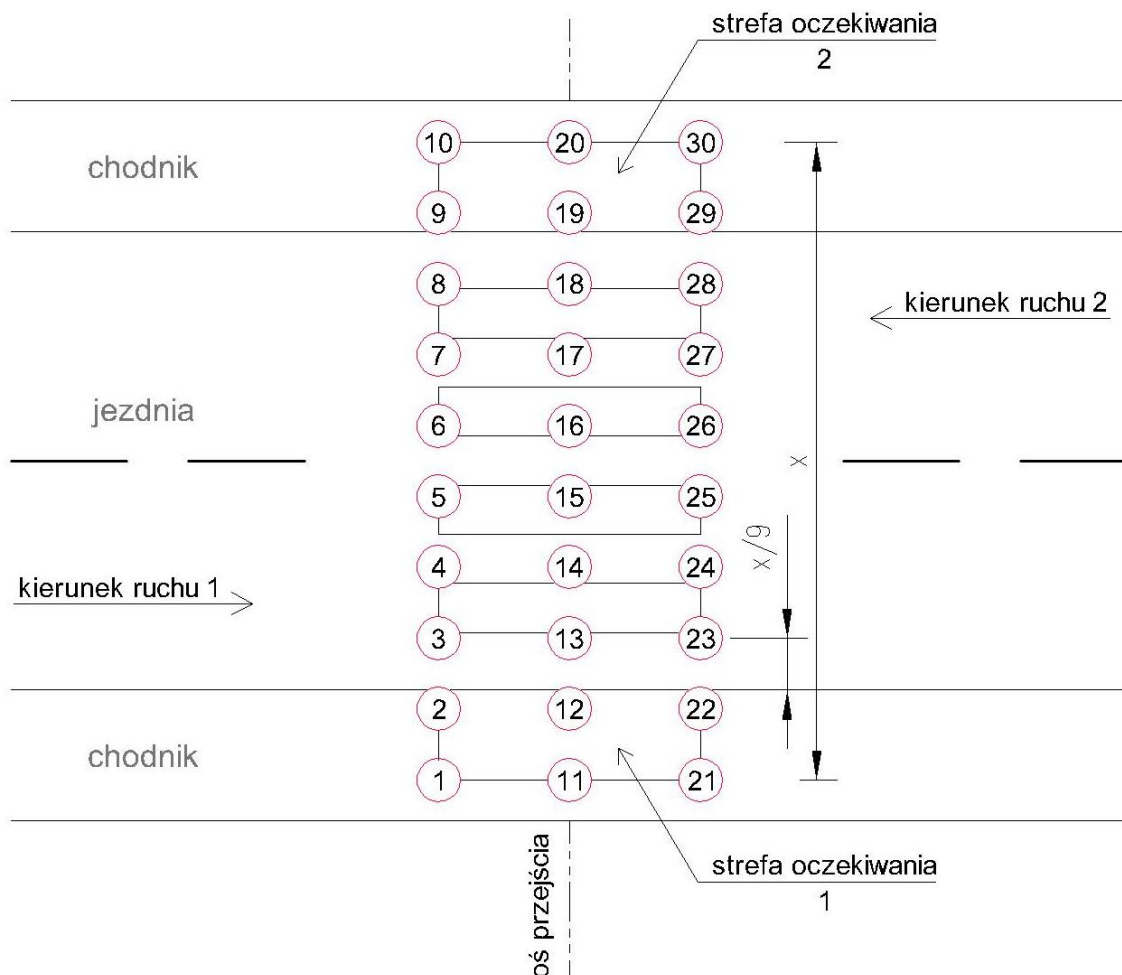 strefa oczekiwania
2
chodnik
10 20 30
9 19 29
8 18 28
kierunek ruchu 2
7 17 27
jezdnia
6 16 26
x
5 15 25
x/9
4 14 24
kierunek ruchu 1
3 13 23
2 12 22
chodnik
1 11 21
oś przejścia
strefa oczekiwania
1